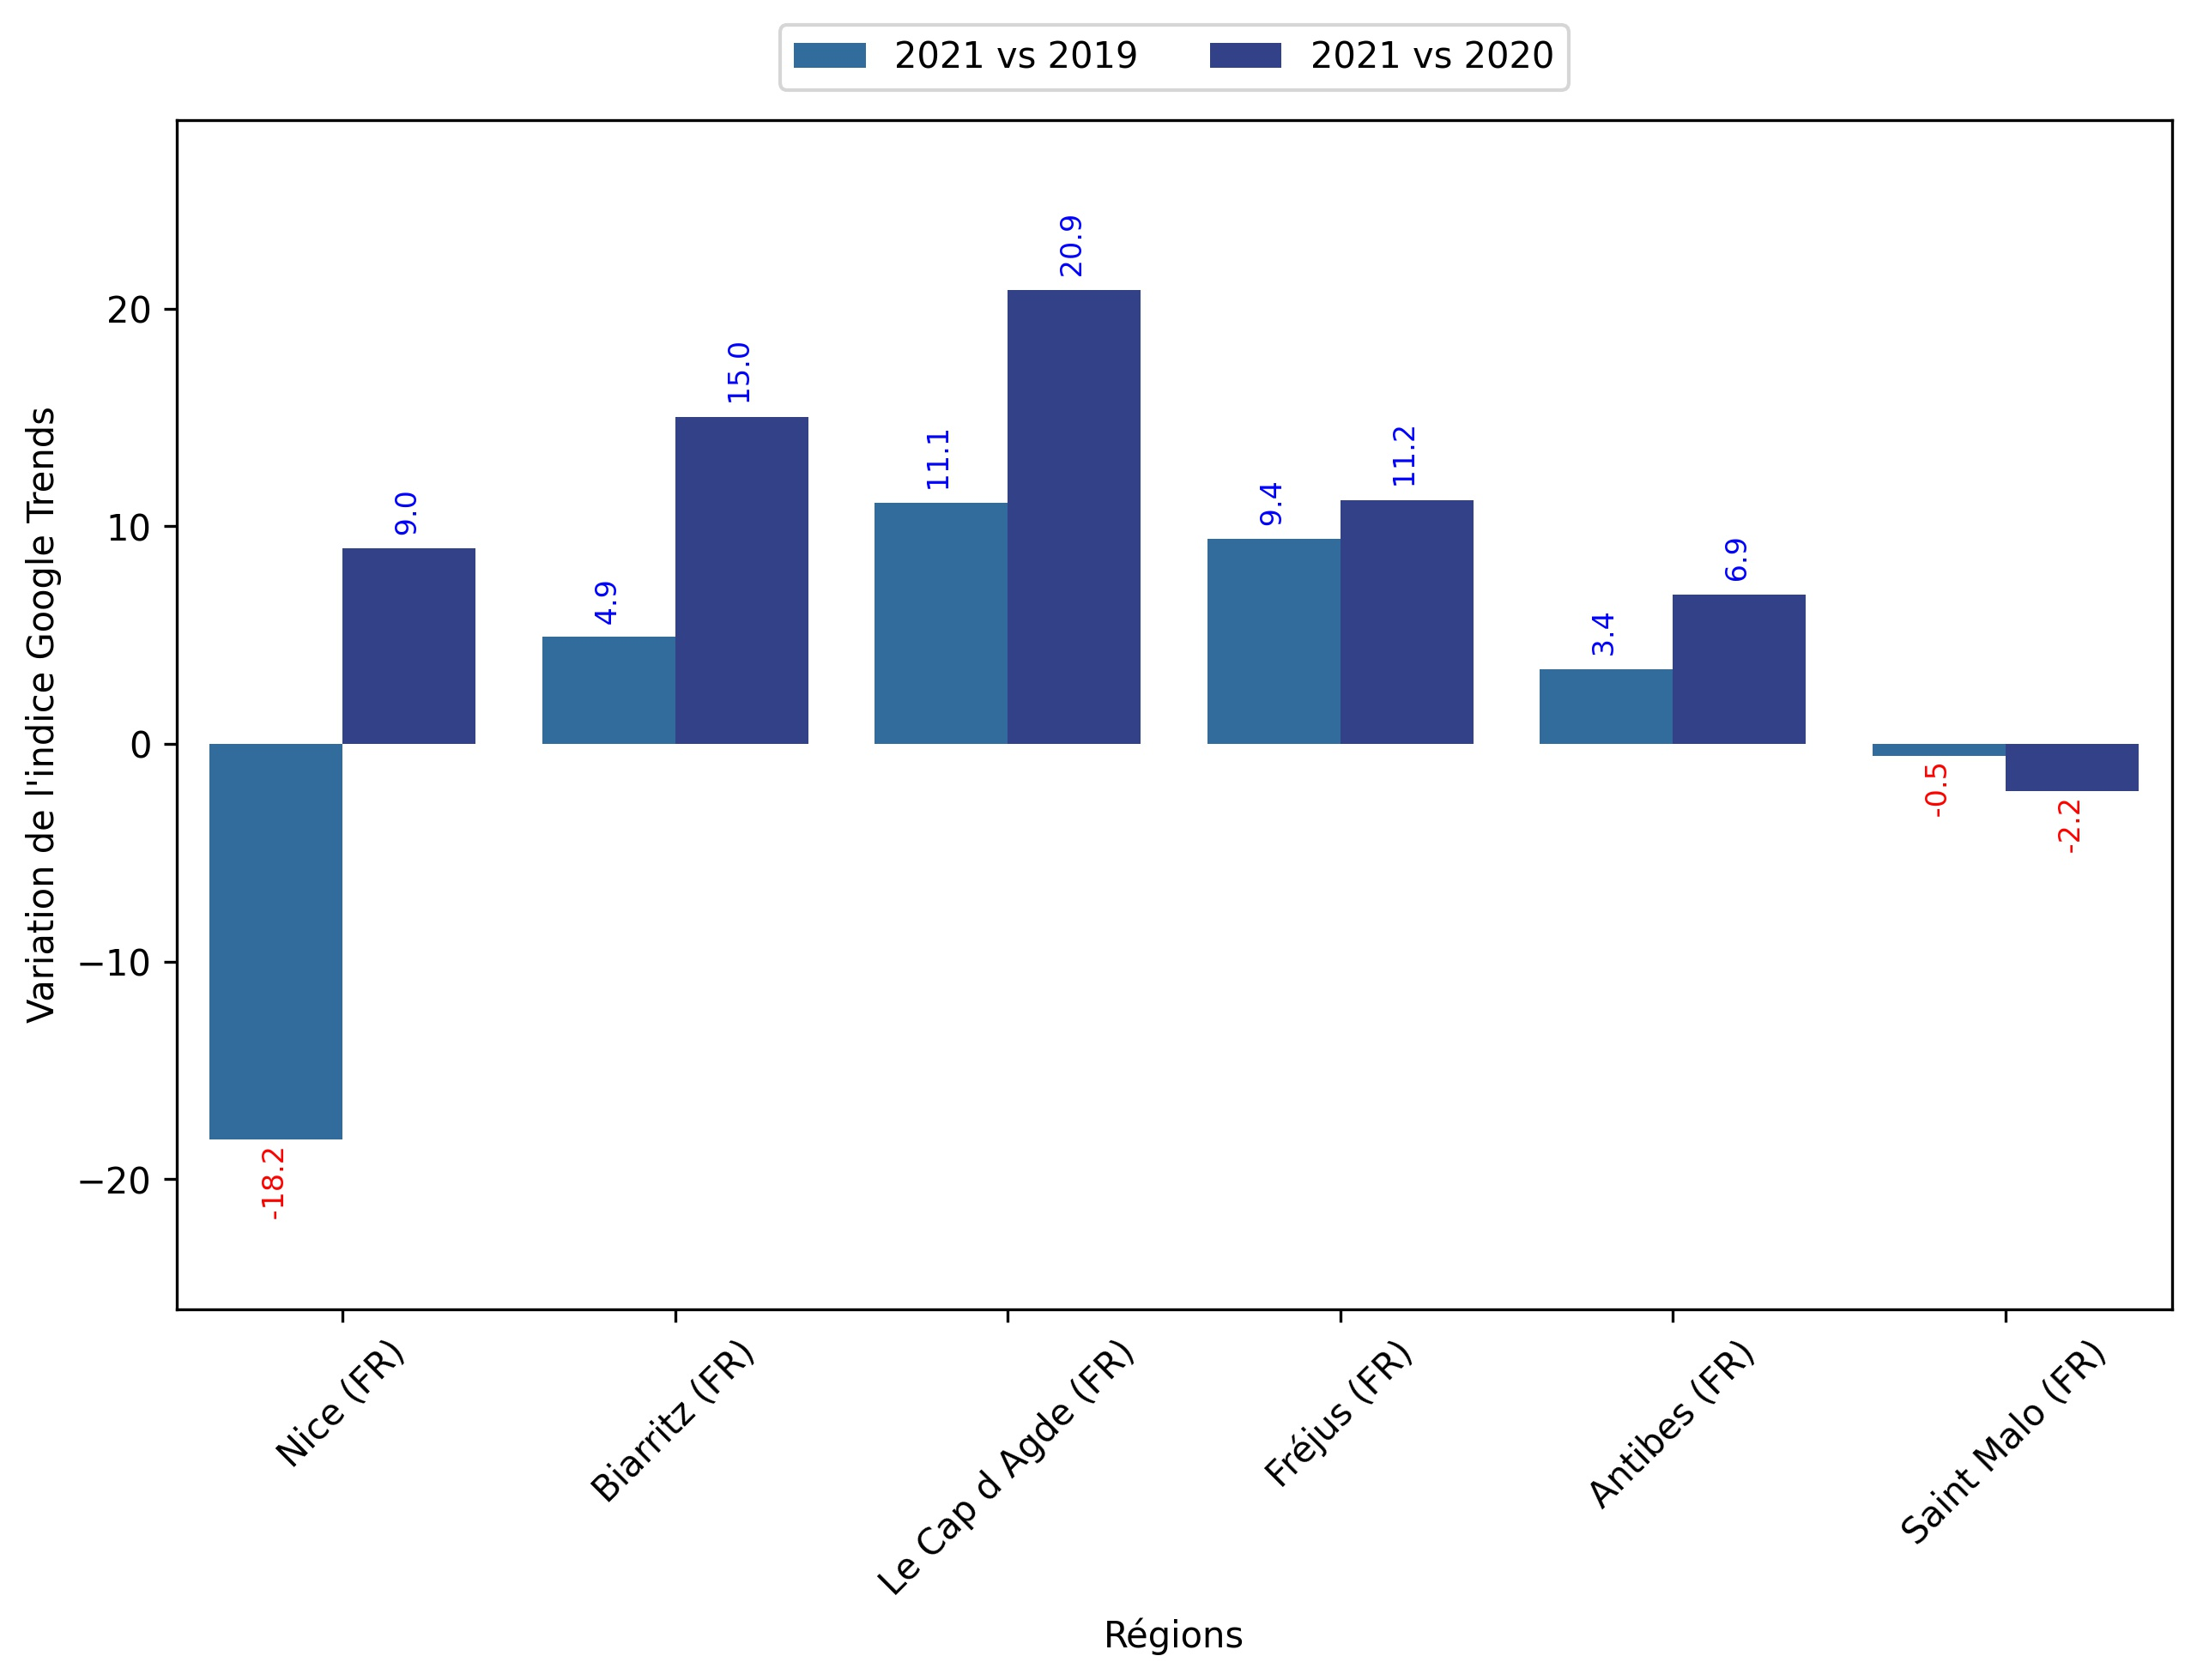 2021 vs 2019
2021 vs 2020
Variation de l'indice Google Trends
20
10
0
−10
−20
-18.2
9.0
4.9
15.0
11.1
20.9
9.4
11.2
3.4
6.9
-0.5
-2.2
Nice (FR)
Biarritz (FR)
Le Cap d Agde (FR)
Fréjus (FR)
Antibes (FR)
Saint Malo (FR)
Régions